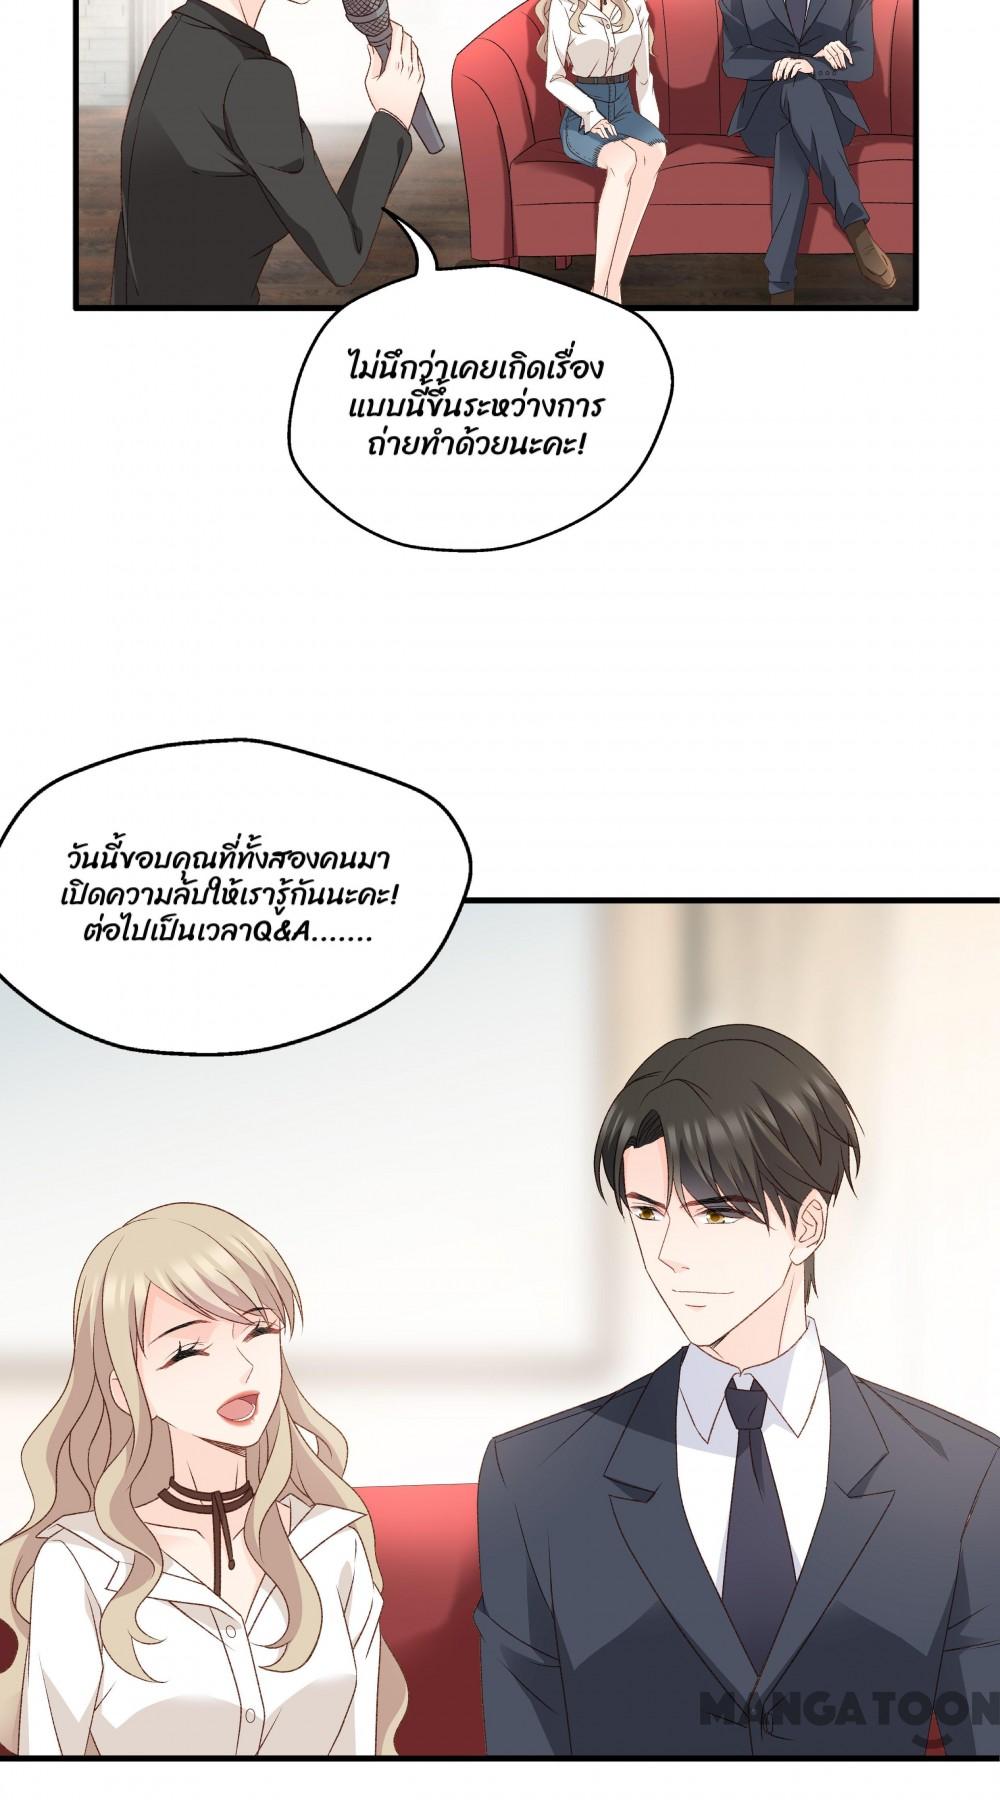 ไม่นึกว่าเคยเกิดเรื่อง
แบบนี้ขึ้นระหว่างการ
ถ่ายทำด้วยนะคะ!
วันนี้ขอบคุณที่ทั้งสองคนมา
เปิดความลับให้เรารู้กันนะคะ!
ต่อไปเป็นเวลาQ&A.......
MANGATOON